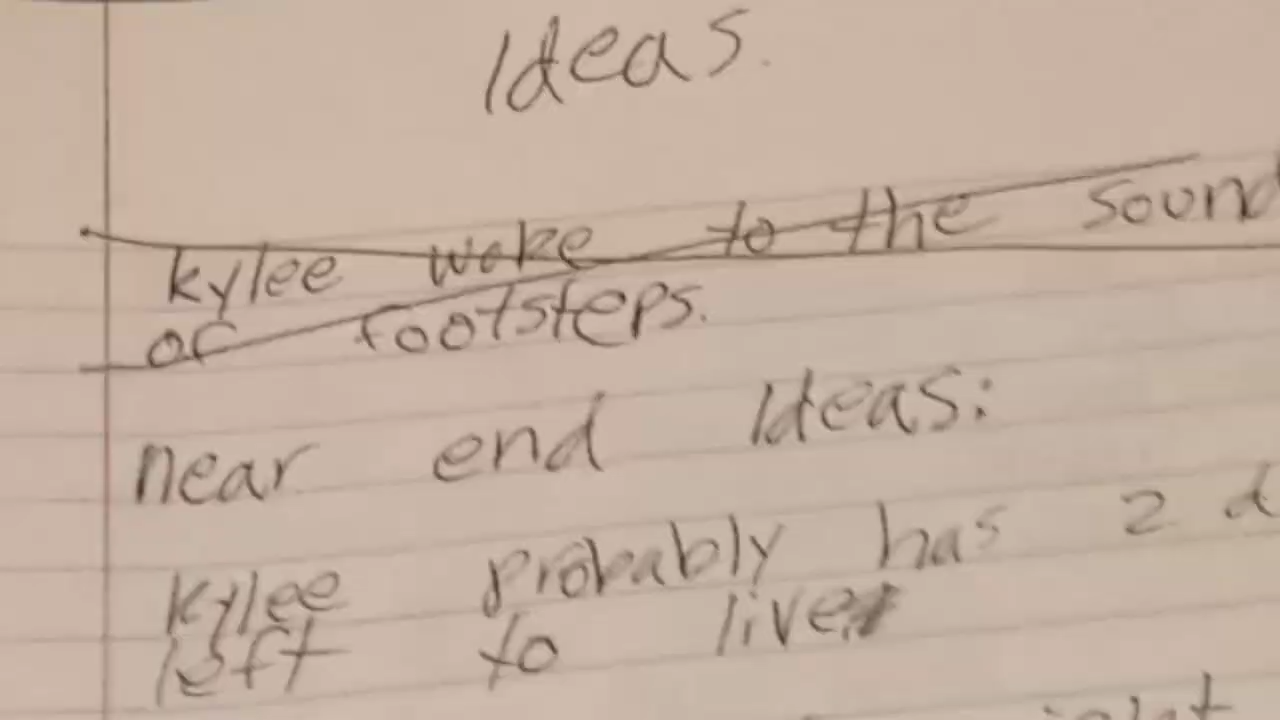 Ideas.
kylee woke to the sound
of footsteps.
near end Ideas:
kylee probably has 2 d
left to live